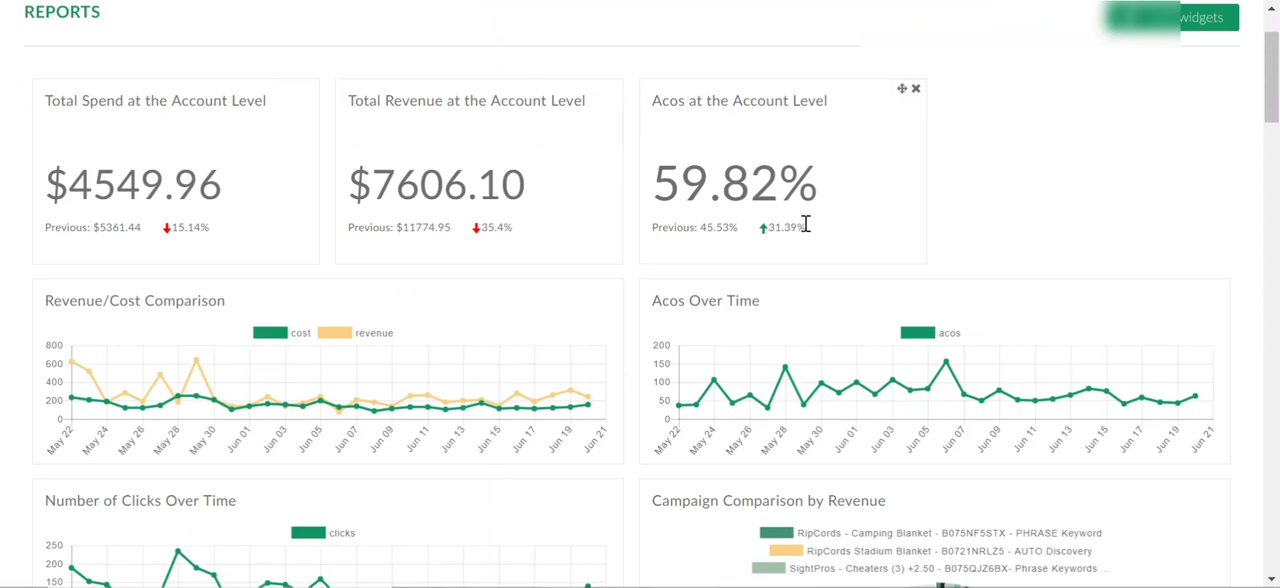 REPORTS
widgets
Total Spend at the Account Level
$4549.96
Previous: $5361.44 15.14%
Total Revenue at the Account Level
$7606.10
Previous: $11774.95 35.4%
Acos at the Account Level
59.82%
Previous: 45.53% 31.39%
Revenue/Cost Comparison
cost revenue
800
600
400
200
0
May 22 May 24 May 26 May 28 May 30 Jun 01 Jun 03 Jun 05 Jun 07 Jun 09 Jun 11 Jun 13 Jun 15 Jun 17 Jun 19 Jun 21
Acos Over Time
acos
200
150
100
50
0
May 22 May 24 May 26 May 28 May 30 Jun 01 Jun 03 Jun 05 Jun 07 Jun 09 Jun 11 Jun 13 Jun 15 Jun 17 Jun 19 Jun 21
Number of Clicks Over Time
clicks
250
200
150
Campaign Comparison by Revenue
RipCords - Camping Blanket - B075NF5STX - PHRASE Keyword
RipCords Stadium Blanket - B0721NRLZ5 - AUTO Discovery
SightPros - Cheaters (3) +2.50 - B075QJZ6BX- Phrase Keywords ...